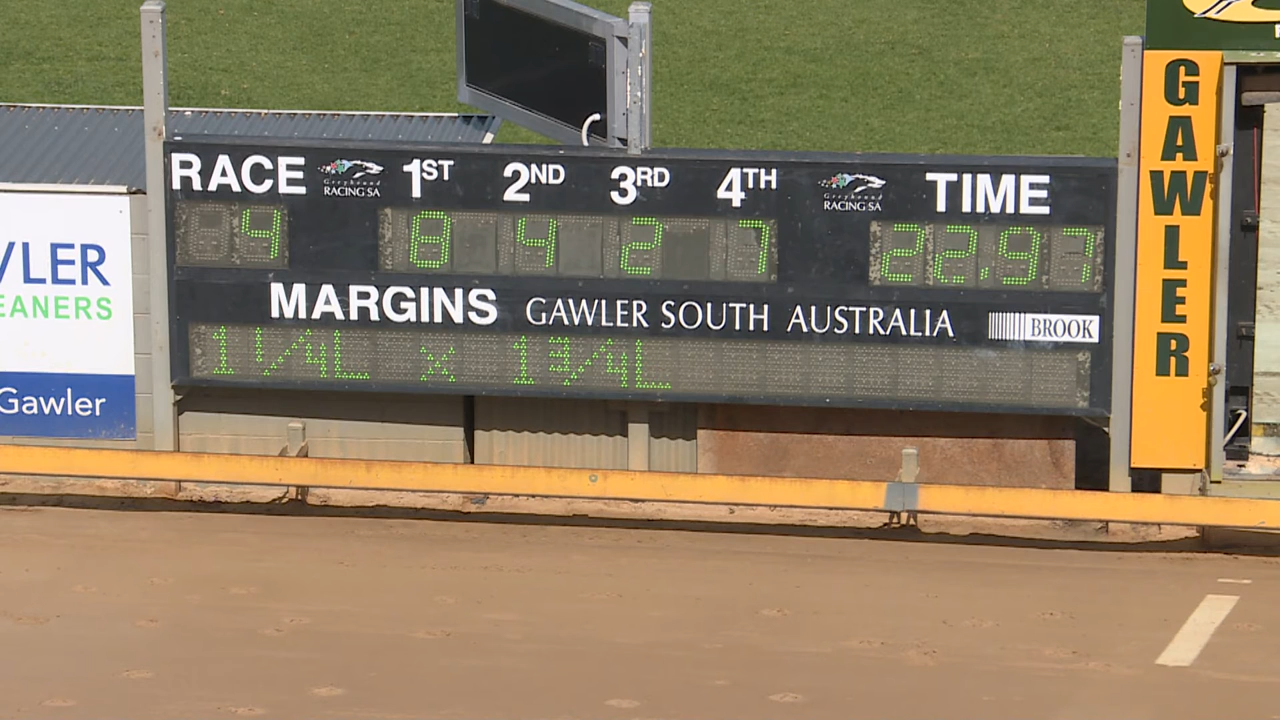 RACE Greyhound RACING SA 1ST 2ND 3RD 4TH Greyhound RACING SA TIME
4 8 4 2 7 22.97
MARGINS GAWLER SOUTH AUSTRALIA BROOK
1 1/4L x 1 3/4L
VLER
EANERS
Gawler
GAWLER